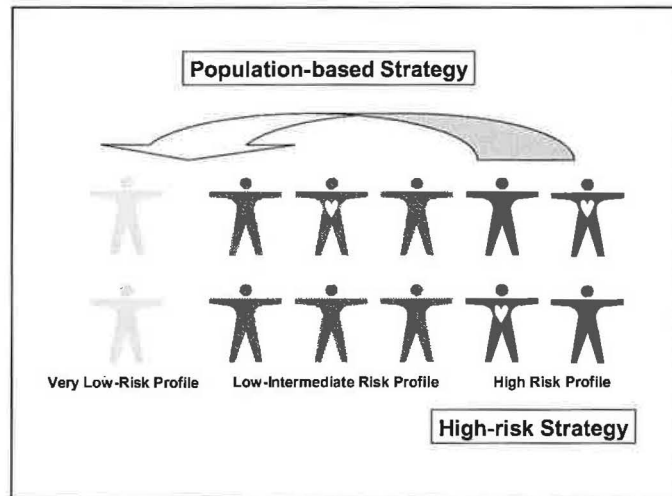 Population-based Strategy
Very Low-Risk Profile Low-Intermediate Risk Profile High Risk Profile
High-risk Strategy